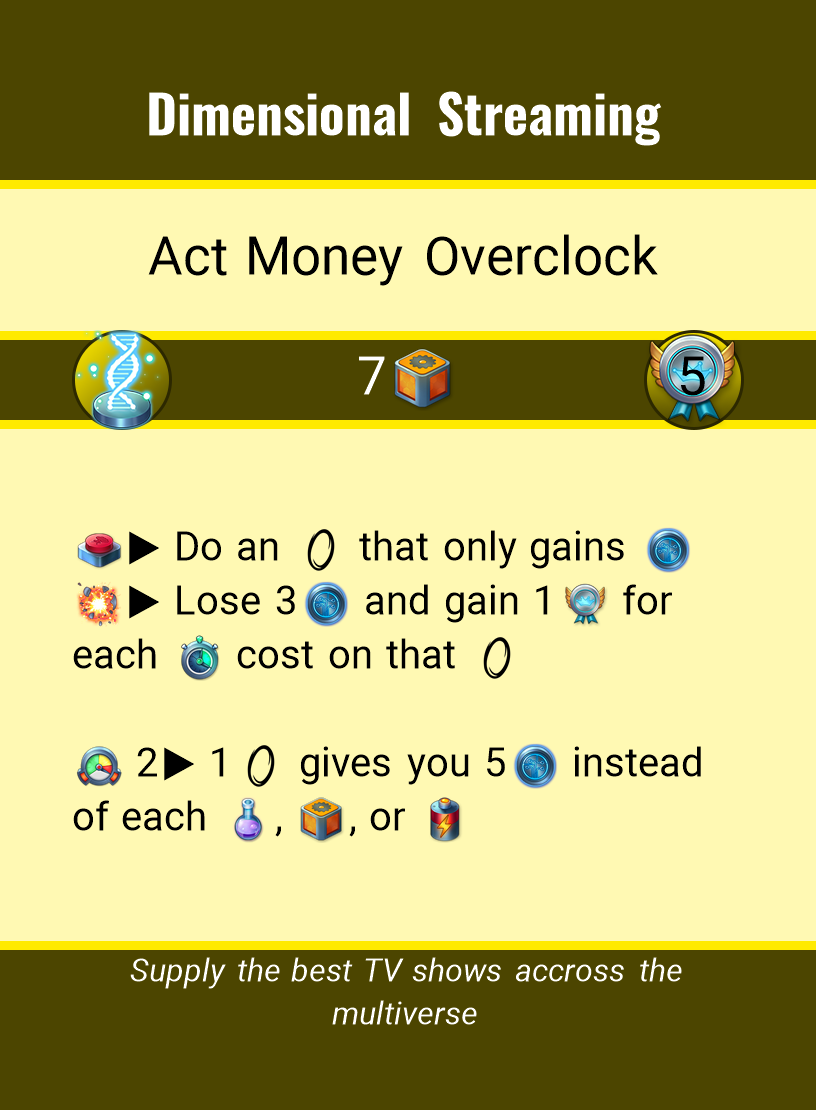 Dimensional Streaming
Act Money Overclock
7
5
▶ Do an that only gains
▶ Lose 3 and gain 1 for
each cost on that
2▶ 1 gives you 5 instead
of each , , or
Supply the best TV shows accross the
multiverse